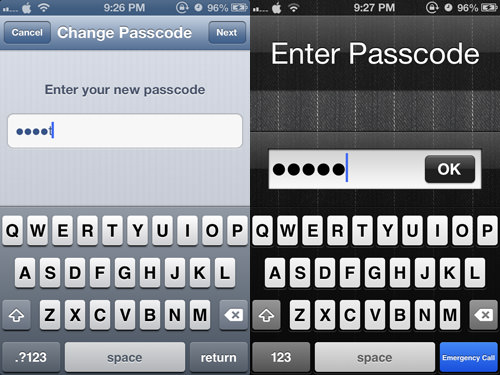 9:26 PM 96%
Cancel Change Passcode Next
Enter your new passcode
●●●●t
Q W E R T Y U I O P
A S D F G H J K L
Z X C V B N M
.?123 space return
9:27 PM 96%
Enter Passcode
●●●●● OK
Q W E R T Y U I O P
A S D F G H J K L
Z X C V B N M
123 space Emergency Call